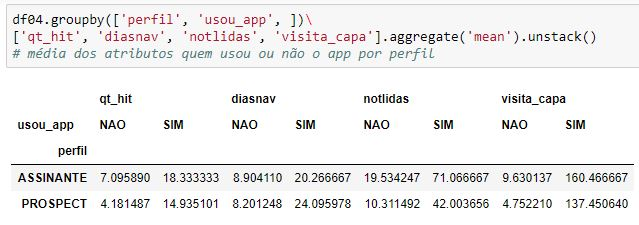 df04.groupby(['perfil', 'usou_app', ])\
['qt_hit', 'diasnav', 'notlidas', 'visita_capa'].aggregate('mean').unstack()
# média dos atributos quem usou ou não o app por perfil
qt_hit diasnav notlidas visita_capa
usou_app NAO SIM NAO SIM NAO SIM NAO SIM
perfil
ASSINANTE 7.095890 18.333333 8.904110 20.266667 19.534247 71.066667 9.630137 160.466667
PROSPECT 4.181487 14.935101 8.201248 24.095978 10.311492 42.003656 4.752210 137.450640